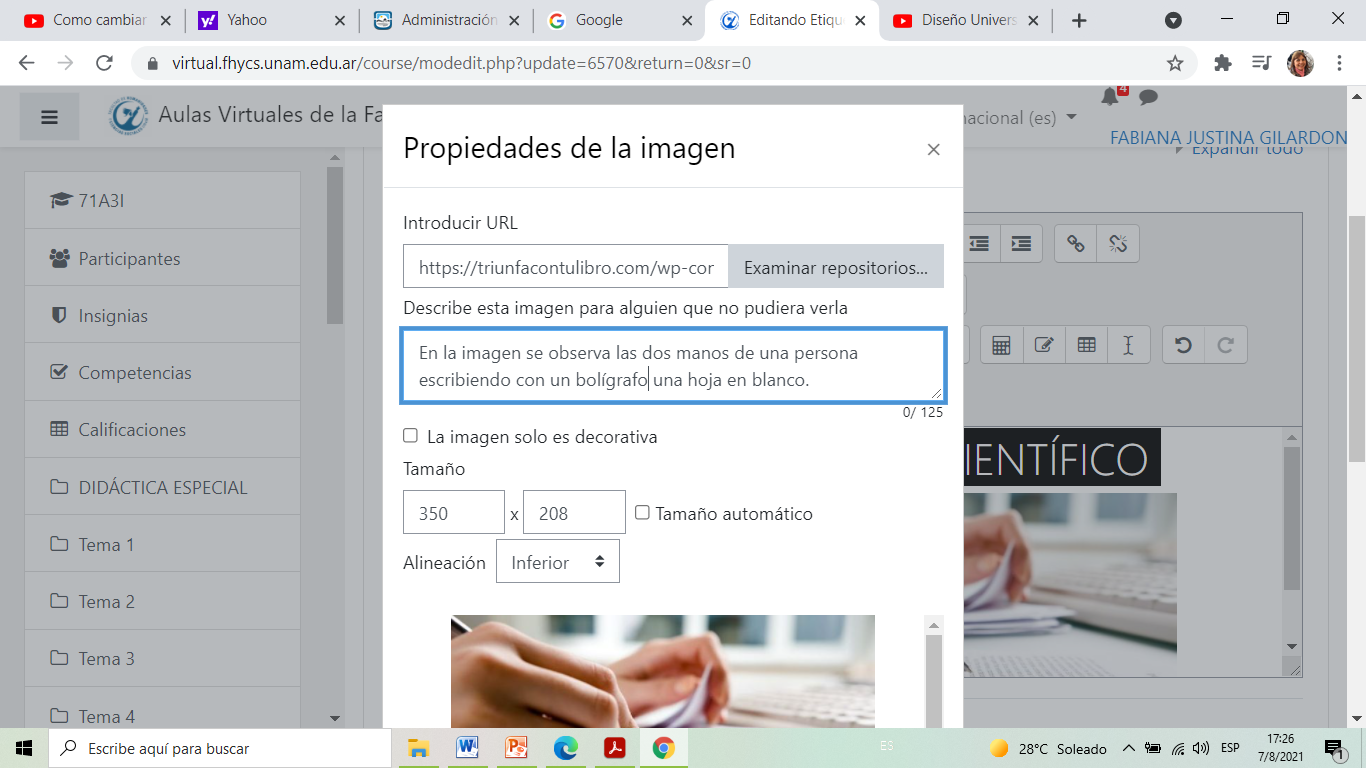 Como cambiar
Yahoo
Administración
Google
Editando Etique
Diseño Univers
virtual.fhycs.unam.edu.ar/course/modedit.php?update=6570&return=0&sr=0
Aulas Virtuales de la Fa
nacional (es)
4
FABIANA JUSTINA GILARDON
Expandir todo
71A3I
Participantes
Insignias
Competencias
Calificaciones
DIDÁCTICA ESPECIAL
Tema 1
Tema 2
Tema 3
Tema 4
Propiedades de la imagen
Introducir URL
https://triunfacontulibro.com/wp-cor
Examinar repositorios...
Describe esta imagen para alguien que no pudiera verla
En la imagen se observa las dos manos de una persona
escribiendo con un bolígrafo una hoja en blanco.
0/ 125
La imagen solo es decorativa
Tamaño
350 x 208 Tamaño automático
Alineación Inferior
IENTÍFICO
Escribe aquí para buscar
ES
28°C Soleado
ESP
17:26
7/8/2021
1